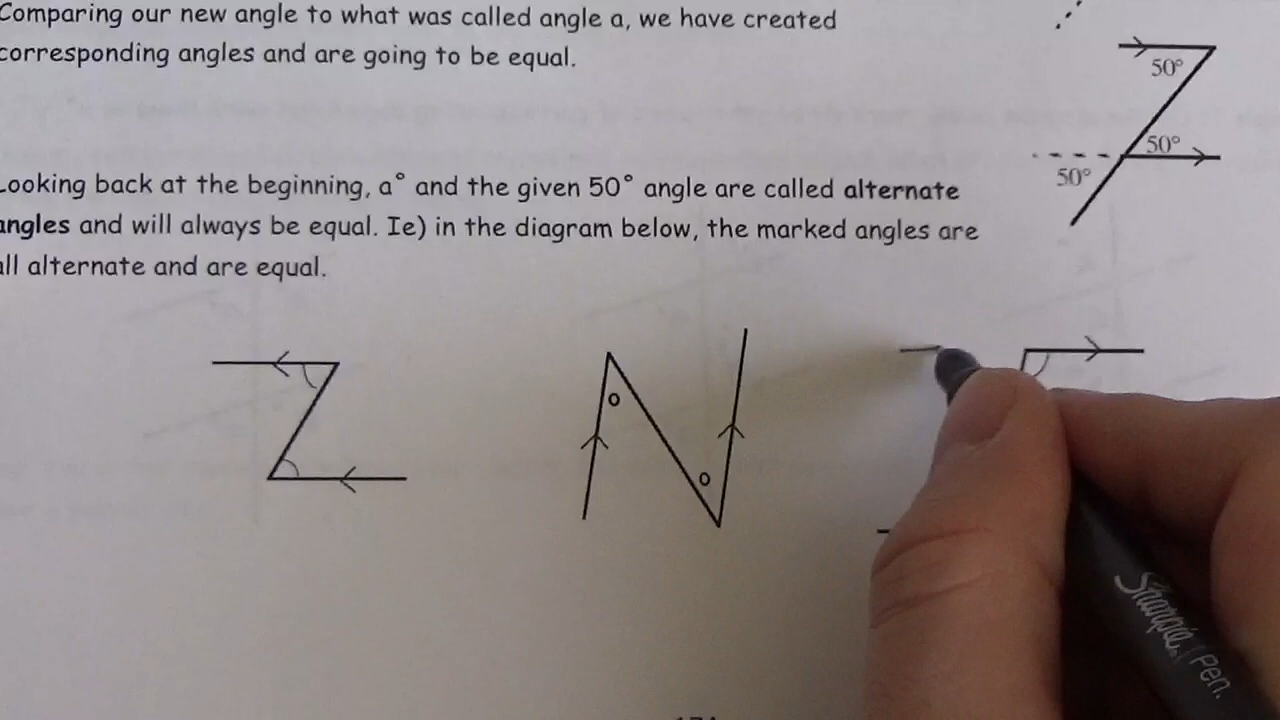 Comparing our new angle to what was called angle a, we have created
corresponding angles and are going to be equal.
50°
50°
50°
Looking back at the beginning, a° and the given 50° angle are called alternate
angles and will always be equal. Ie) in the diagram below, the marked angles are
all alternate and are equal.
Sharpie. Pen.